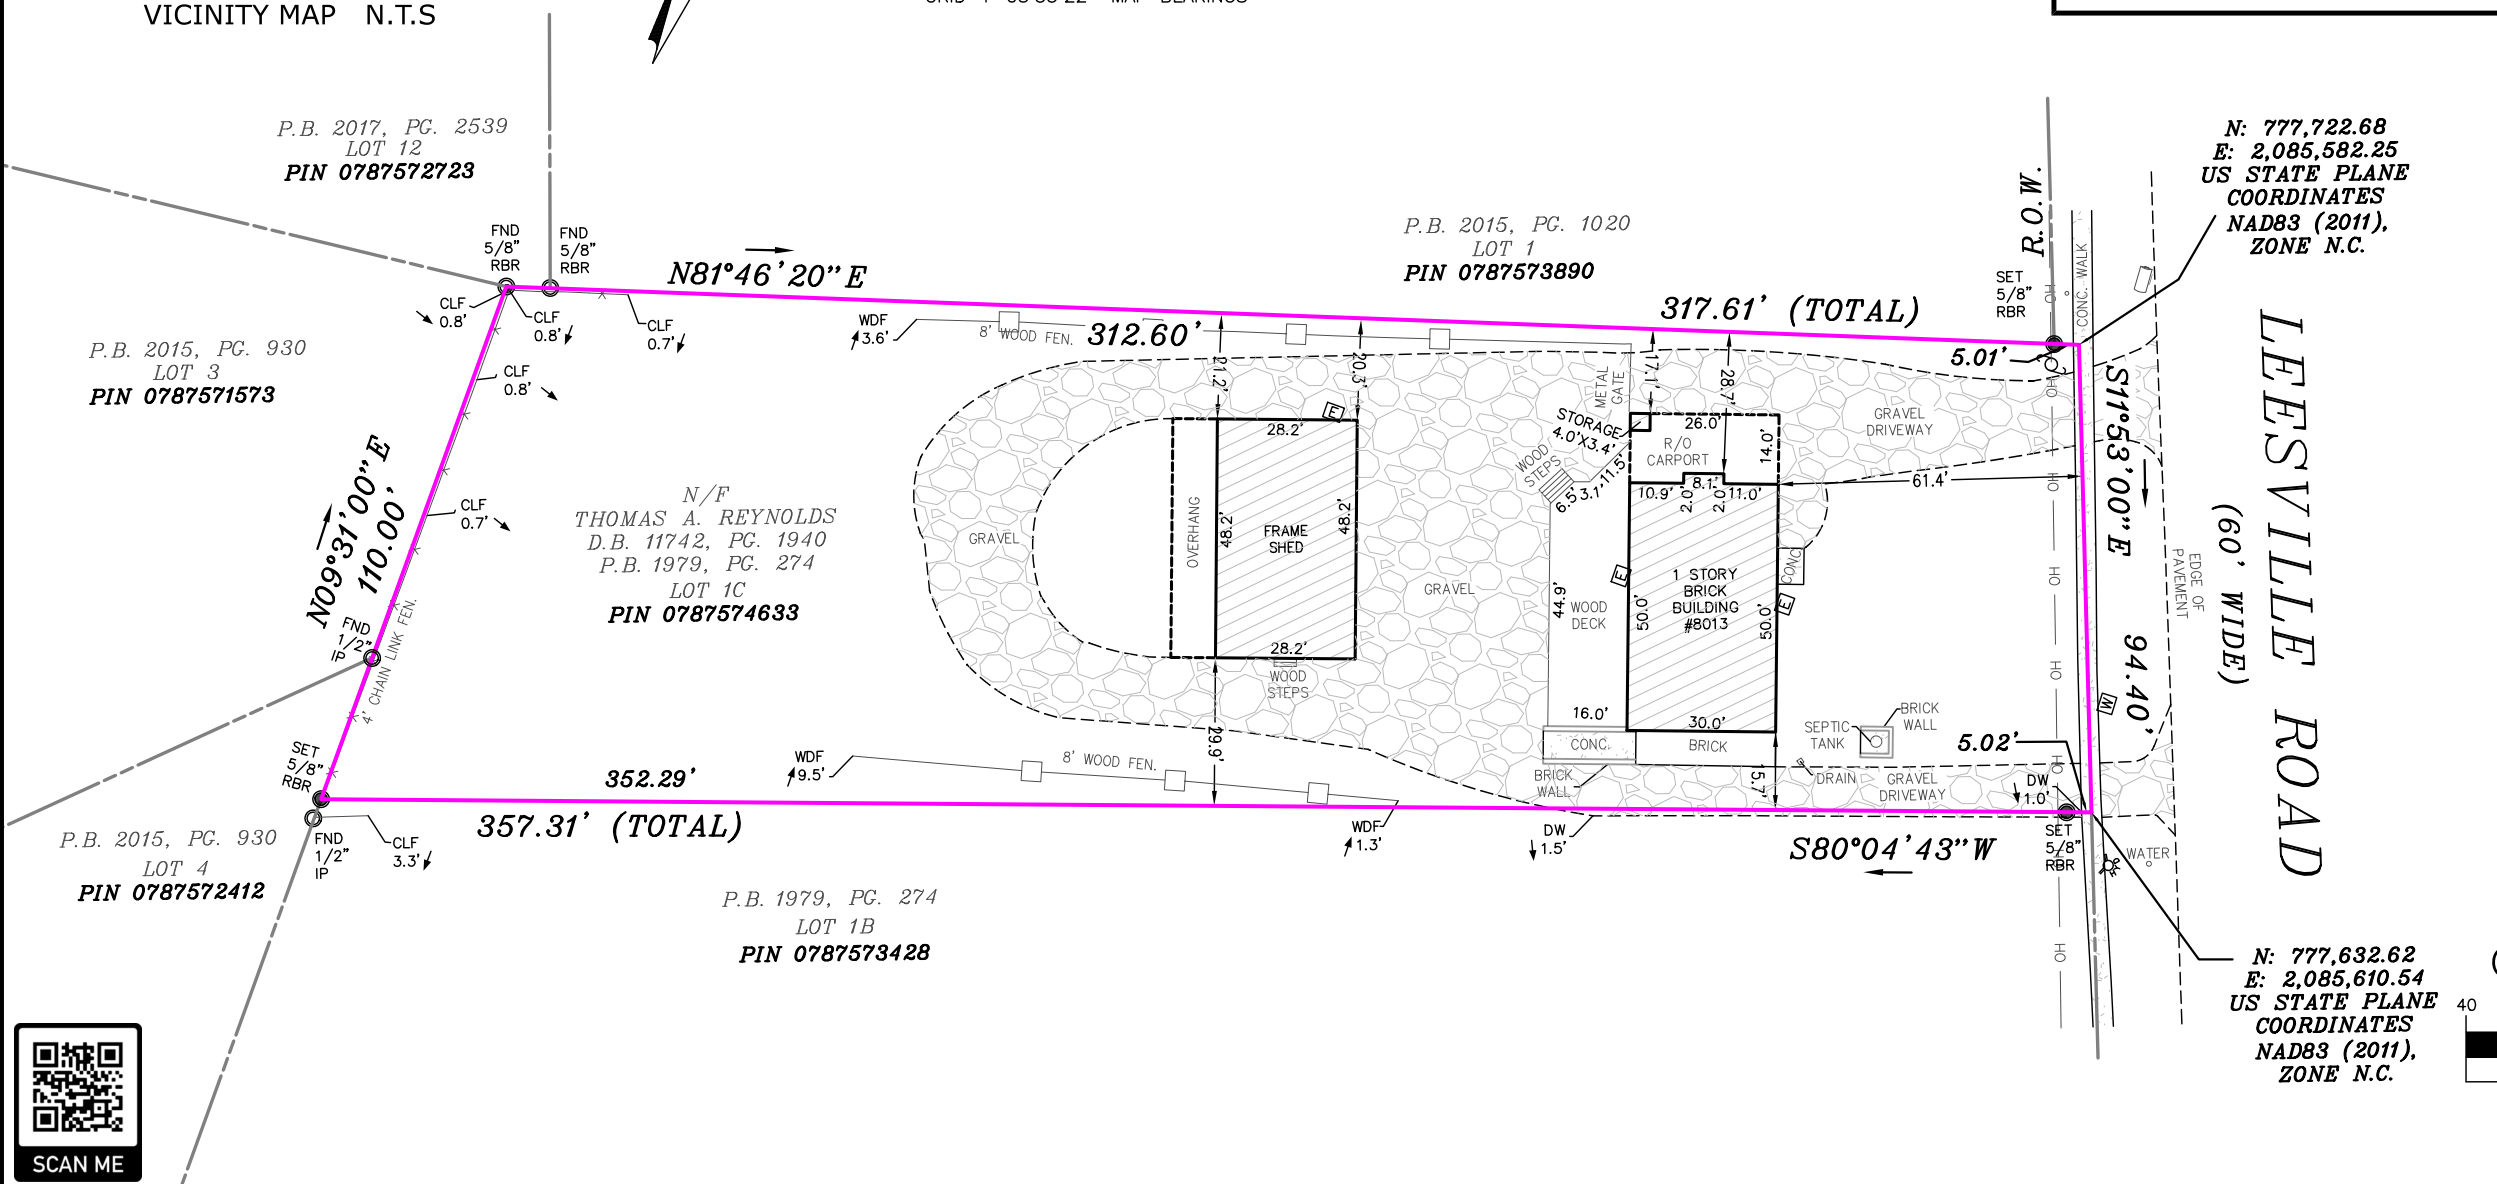 VICINITY MAP N.T.S
P.B. 2017, PG. 2539
LOT 12
PIN 0787572723
FND
5/8"
RBR
FND
5/8"
RBR
N81°46'20"E
P.B. 2015, PG. 1020
LOT 1
PIN 0787573890
317.61' (TOTAL)
R.O.W.
SET
5/8"
RBR
CONC. WALK
N: 777,722.68
E: 2,085,582.25
US STATE PLANE
COORDINATES
NAD83 (2011),
ZONE N.C.
CLF
0.8'
CLF
0.8'
CLF
0.7'
WDF
3.6'
8' WOOD FEN.
312.60'
5.01'
P.B. 2015, PG. 930
LOT 3
PIN 0787571573
CLF
0.8'
CLF
0.7'
N09°31'00"E
110.00'
FND
1/2"
IP
4' CHAIN LINK FEN.
N/F
THOMAS A. REYNOLDS
D.B. 11742, PG. 1940
P.B. 1979, PG. 274
LOT 1C
PIN 0787574633
GRAVEL
OVERHANG
21.2'
20.3'
28.2'
E
48.2'
48.2'
FRAME
SHED
28.2'
WOOD
STEPS
29.9'
GRAVEL
METAL
GATE
17.1'
28.7'
STORAGE
4.0'X3.4'
26.0'
R/O
CARPORT
14.0'
WOOD
STEPS
11.5'
6.5'
3.1'
10.9'
2.0'
8.1'
2.0'
11.0'
GRAVEL
DRIVEWAY
61.4'
44.9'
WOOD
DECK
E
50.0'
1 STORY
BRICK
BUILDING
#8013
50.0'
E
CONC.
16.0'
30.0'
CONC.
BRICK
BRICK
WALL
SEPTIC
TANK
BRICK
WALL
DRAIN
GRAVEL
DRIVEWAY
15.7'
OH
OH
OH
OH
OH
OH
OH
OH
S11°53'00"E
94.40'
EDGE OF
PAVEMENT
(60' WIDE)
LEESVILLE ROAD
W
5.02'
DW
1.0'
SET
5/8"
RBR
WATER
SET
5/8"
RBR
352.29'
357.31' (TOTAL)
WDF
9.5'
8' WOOD FEN.
WDF
1.3'
DW
1.5'
S80°04'43"W
P.B. 2015, PG. 930
LOT 4
PIN 0787572412
FND
1/2"
IP
CLF
3.3'
P.B. 1979, PG. 274
LOT 1B
PIN 0787573428
N: 777,632.62
E: 2,085,610.54
US STATE PLANE
COORDINATES
NAD83 (2011),
ZONE N.C.
40
SCAN ME